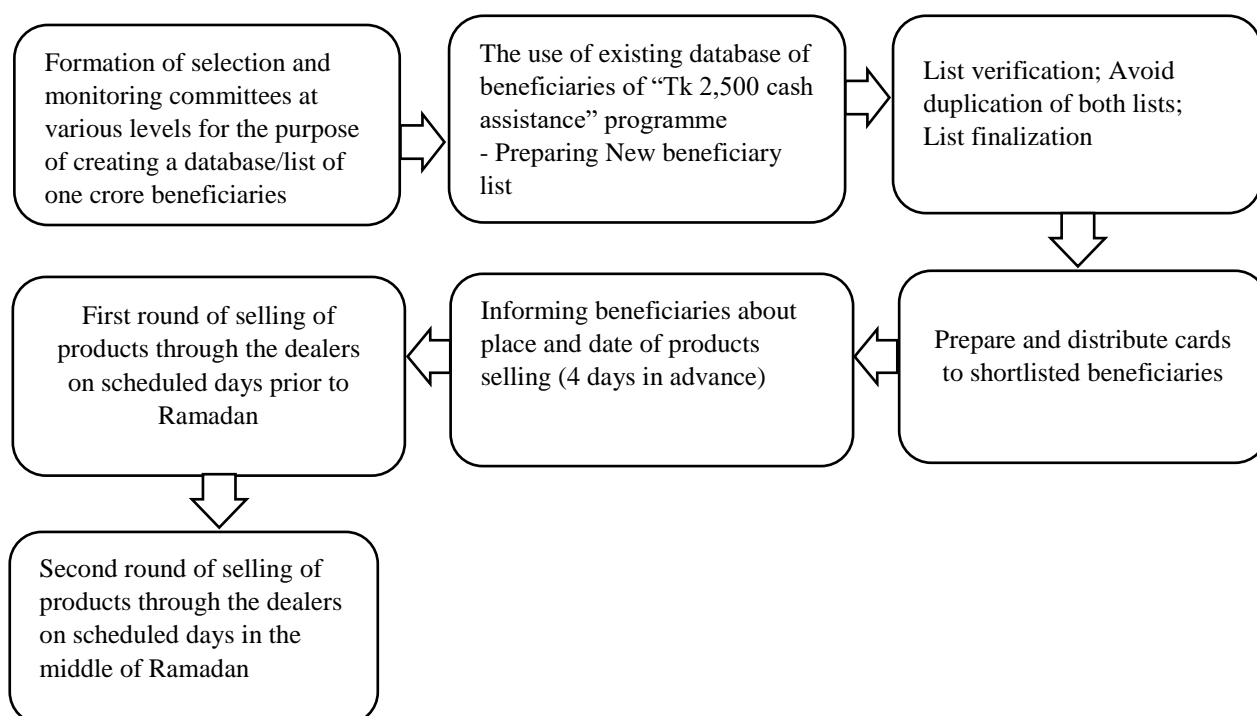 Formation of selection and
monitoring committees at
various levels for the purpose
of creating a database/list of
one crore beneficiaries
The use of existing database of
beneficiaries of “Tk 2,500 cash
assistance” programme
- Preparing New beneficiary
list
List verification; Avoid
duplication of both lists;
List finalization
Prepare and distribute cards
to shortlisted beneficiaries
Informing beneficiaries about
place and date of products
selling (4 days in advance)
First round of selling of
products through the dealers
on scheduled days prior to
Ramadan
Second round of selling of
products through the dealers
on scheduled days in the
middle of Ramadan